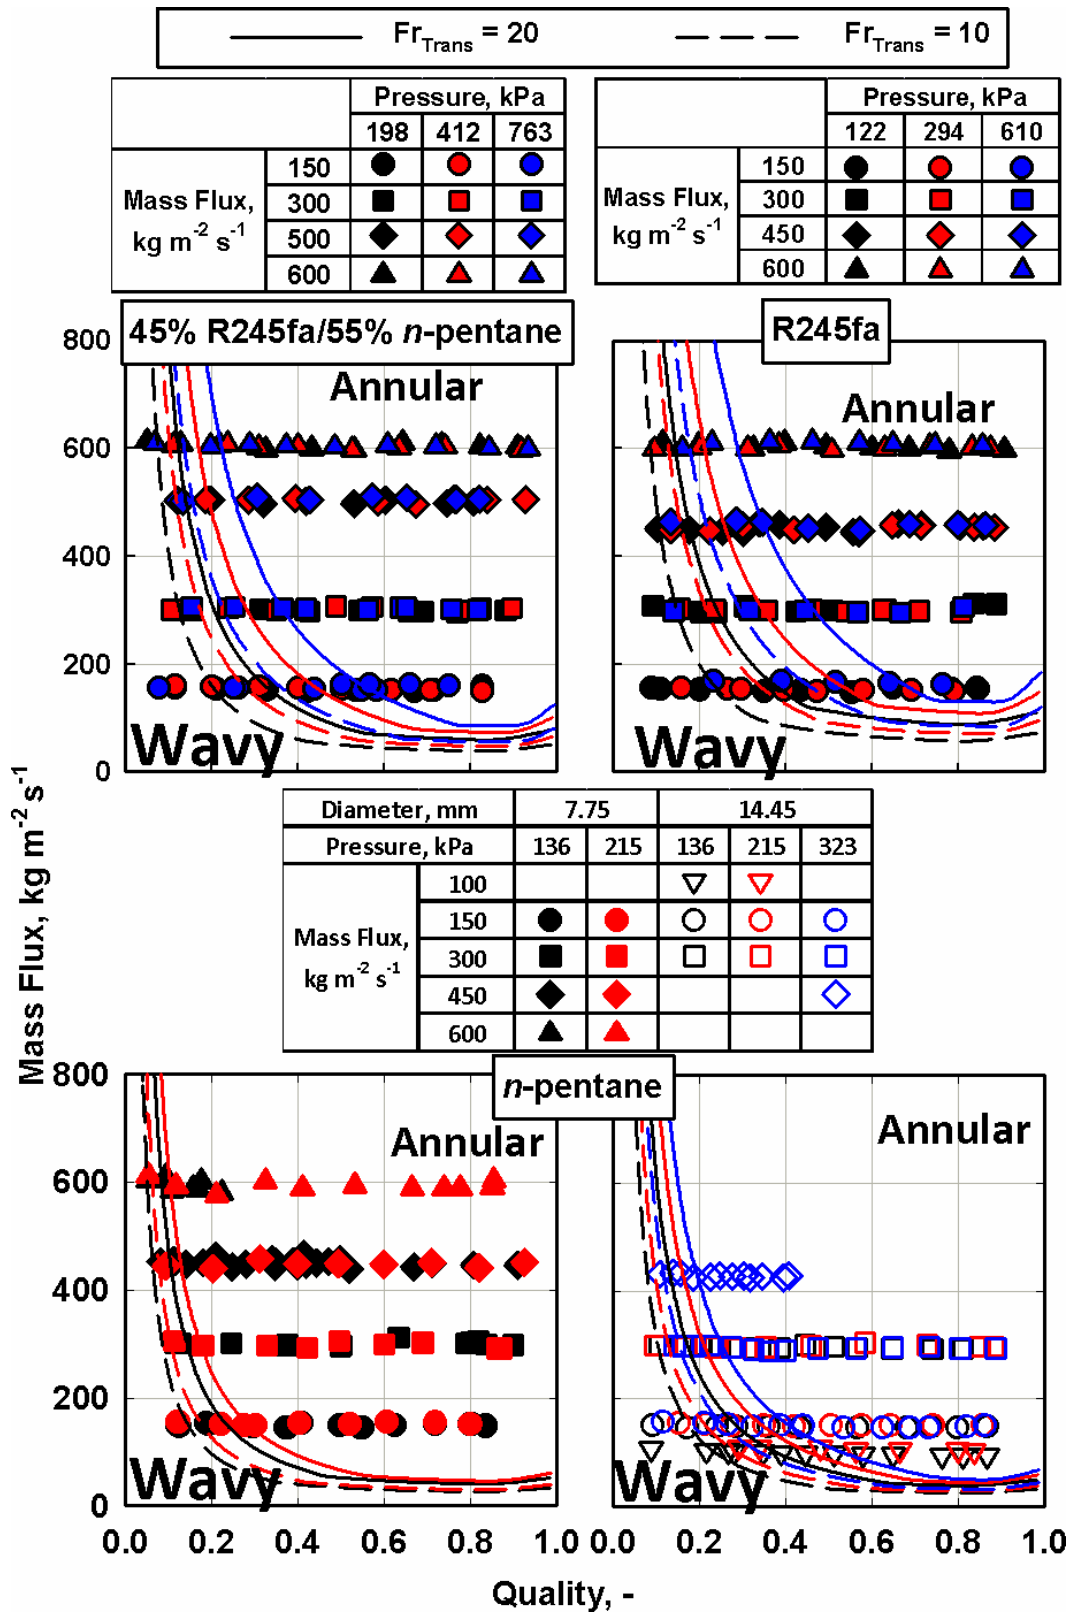 Fr_Trans = 20 Fr_Trans = 10
Pressure, kPa
198 412 763
Mass Flux, kg m^-2 s^-1
150
300
500
600
Pressure, kPa
122 294 610
Mass Flux, kg m^-2 s^-1
150
300
450
600
45% R245fa/55% n-pentane
R245fa
800
600
400
200
0
Annular
Wavy
Annular
Wavy
Diameter, mm 7.75 14.45
Pressure, kPa 136 215 136 215 323
Mass Flux, kg m^-2 s^-1
100
150
300
450
600
Mass Flux, kg m^-2 s^-1
n-pentane
800
600
400
200
0
Annular
Wavy
Annular
Wavy
0.0 0.2 0.4 0.6 0.8 1.0 0.0 0.2 0.4 0.6 0.8 1.0
Quality, -